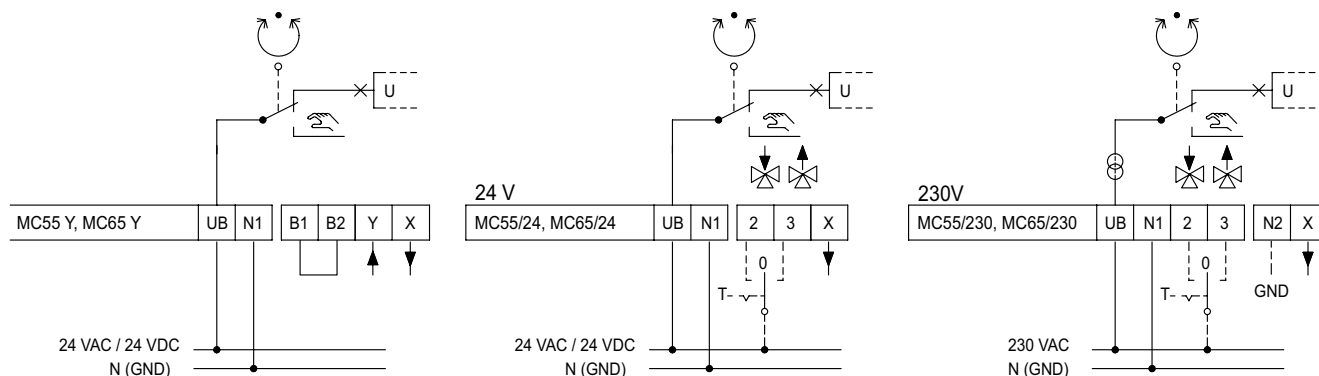 U
MC55 Y, MC65 Y UB N1 B1 B2 Y X
24 VAC / 24 VDC
N (GND)
U
24 V
MC55/24, MC65/24 UB N1 2 3 X
0
T
24 VAC / 24 VDC
N (GND)
U
230V
MC55/230, MC65/230 UB N1 2 3 N2 X
0
T
GND
230 VAC
N (GND)